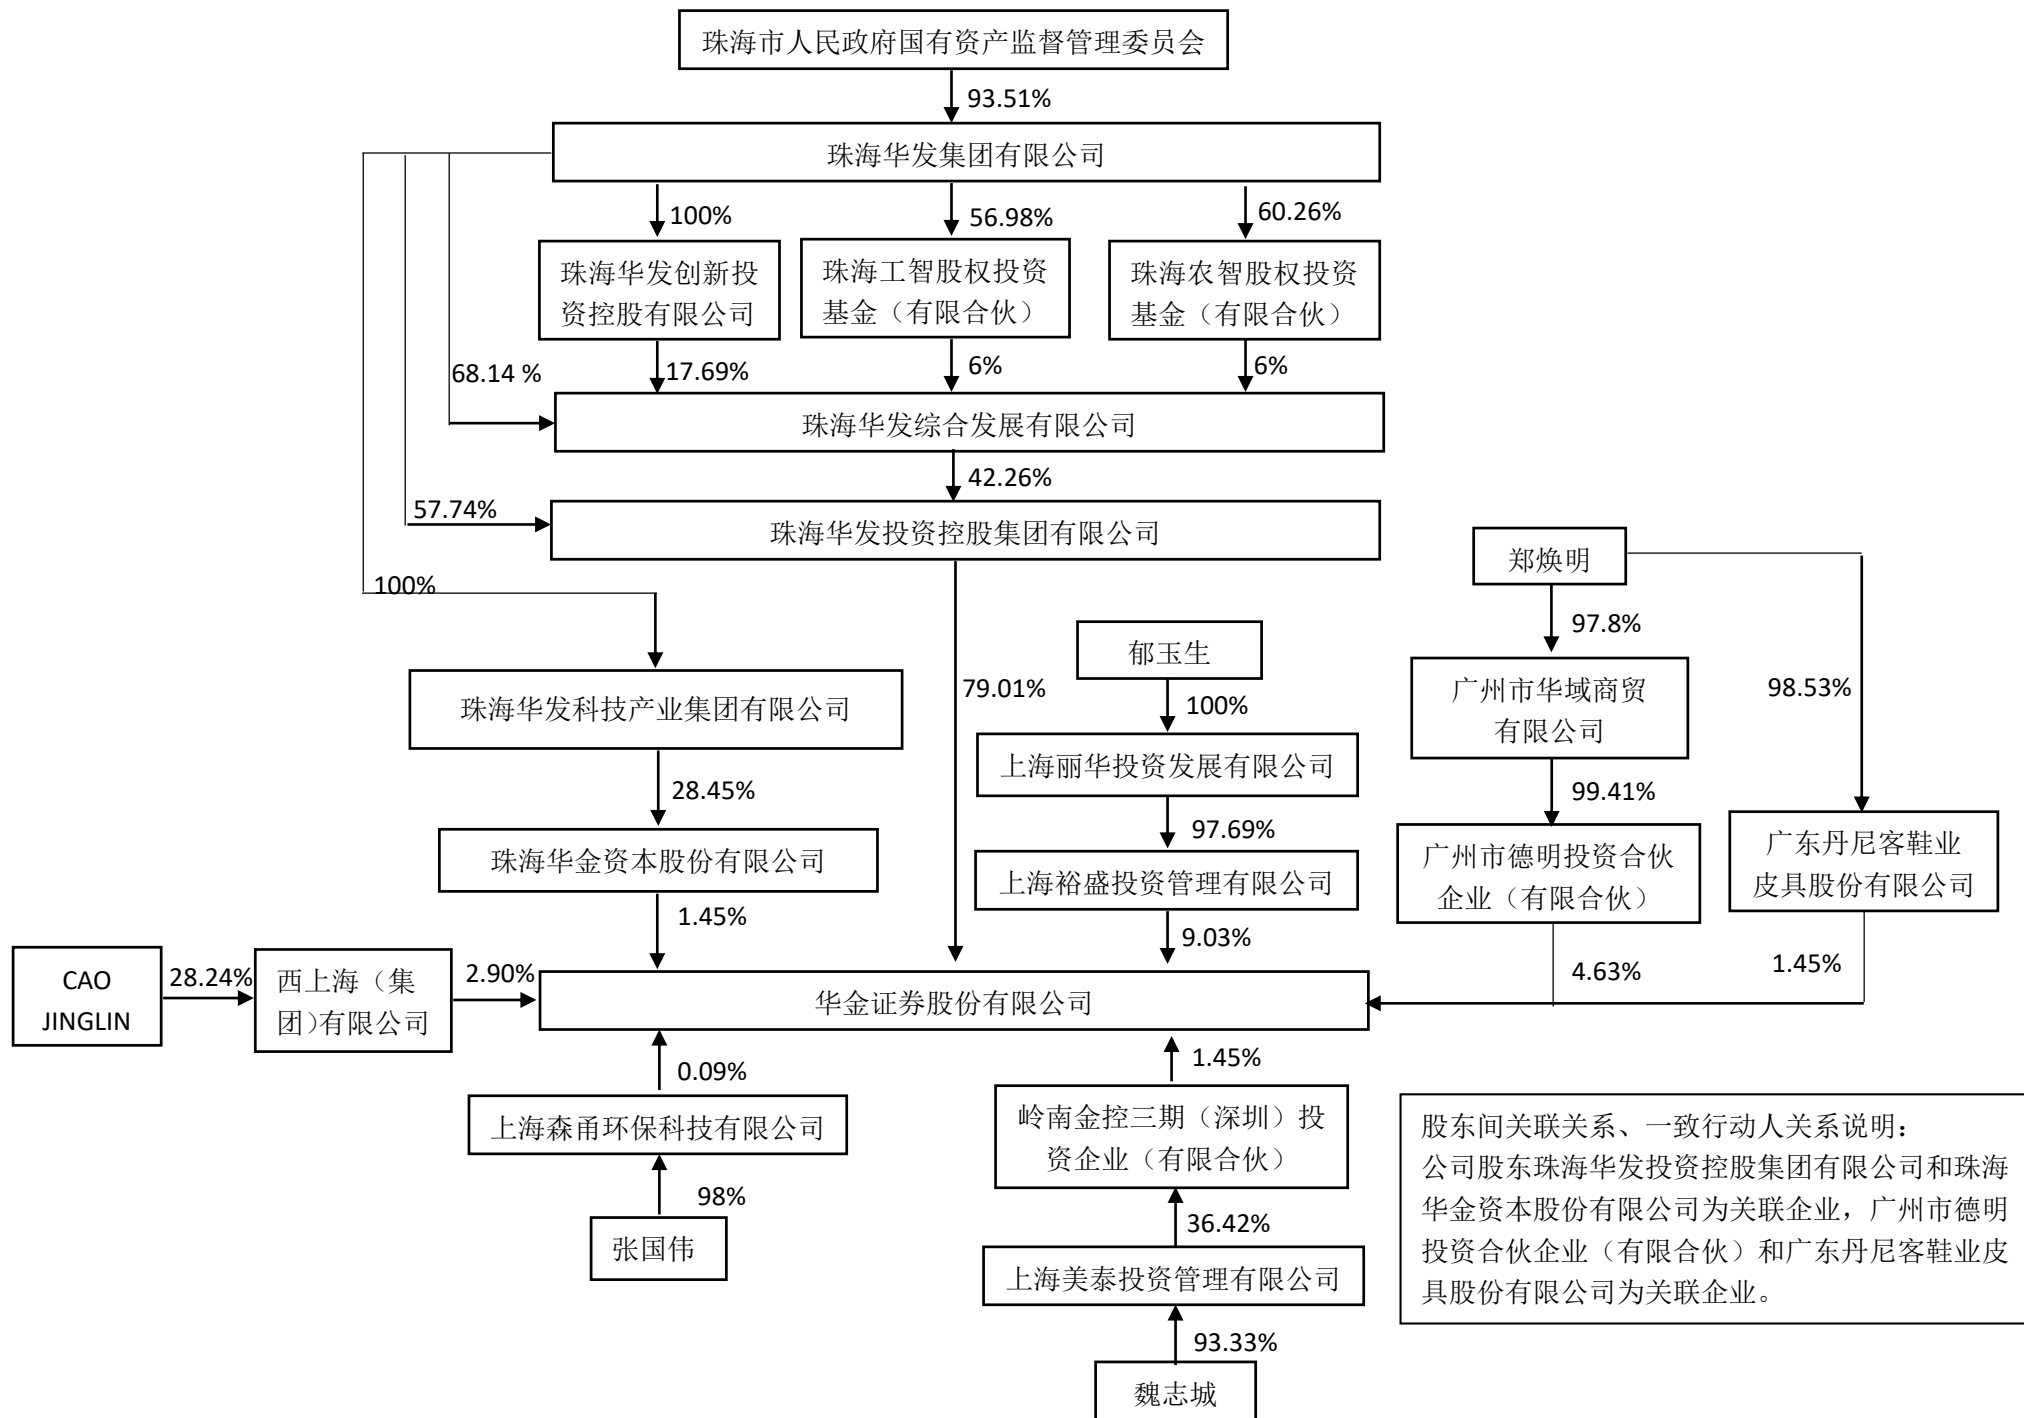 珠海市人民政府国有资产监督管理委员会
93.51%
珠海华发集团有限公司
100%
56.98%
60.26%
珠海华发创新投
资控股有限公司
珠海工智股权投资
基金（有限合伙）
珠海农智股权投资
基金（有限合伙）
68.14 %
17.69%
6%
6%
珠海华发综合发展有限公司
42.26%
57.74%
珠海华发投资控股集团有限公司
郑焕明
100%
97.8%
郁玉生
79.01%
98.53%
珠海华发科技产业集团有限公司
100%
广州市华域商贸
有限公司
上海丽华投资发展有限公司
28.45%
99.41%
97.69%
珠海华金资本股份有限公司
上海裕盛投资管理有限公司
广州市德明投资合伙
企业（有限合伙）
广东丹尼客鞋业
皮具股份有限公司
1.45%
9.03%
4.63%
1.45%
CAO
JINGLIN
28.24%
西上海（集
团）有限公司
2.90%
华金证券股份有限公司
0.09%
1.45%
上海森甬环保科技有限公司
岭南金控三期（深圳）投
资企业（有限合伙）
98%
张国伟
36.42%
上海美泰投资管理有限公司
93.33%
魏志城
股东间关联关系、一致行动人关系说明：
公司股东珠海华发投资控股集团有限公司和珠海
华金资本股份有限公司为关联企业，广州市德明
投资合伙企业（有限合伙）和广东丹尼客鞋业皮
具股份有限公司为关联企业。